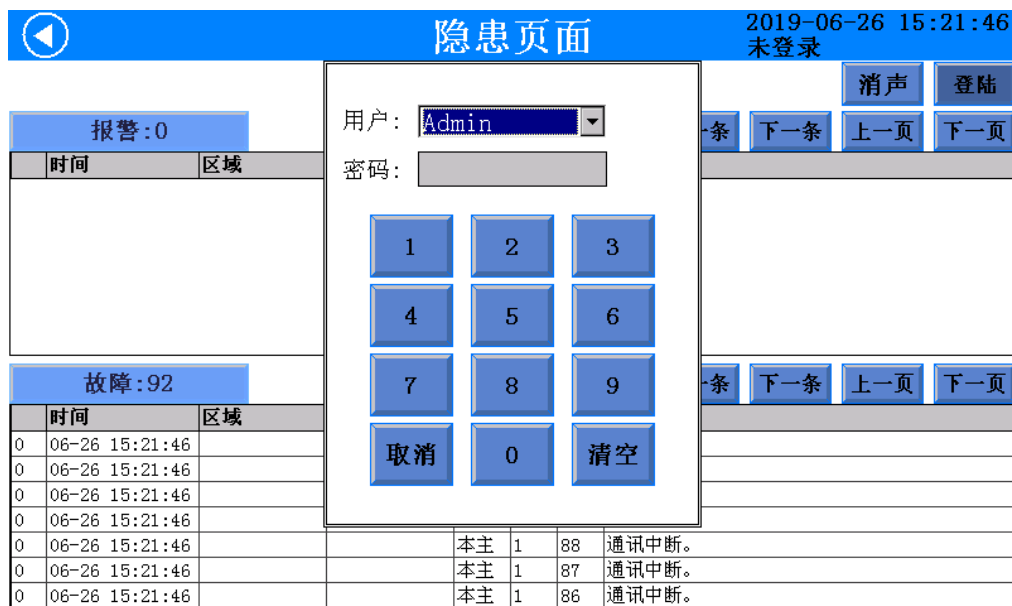 隐患页面
2019-06-26 15:21:46
未登录
消声 登陆
用户: Admin
报警:0 条 下一条 上一页 下一页
时间 区域
密码:
1 2 3
4 5 6
7 8 9
取消 0 清空
故障:92 条 下一条 上一页 下一页
时间 区域
0 06-26 15:21:46
0 06-26 15:21:46
0 06-26 15:21:46
0 06-26 15:21:46
0 06-26 15:21:46 本主 1 88 通讯中断。
0 06-26 15:21:46 本主 1 87 通讯中断。
0 06-26 15:21:46 本主 1 86 通讯中断。